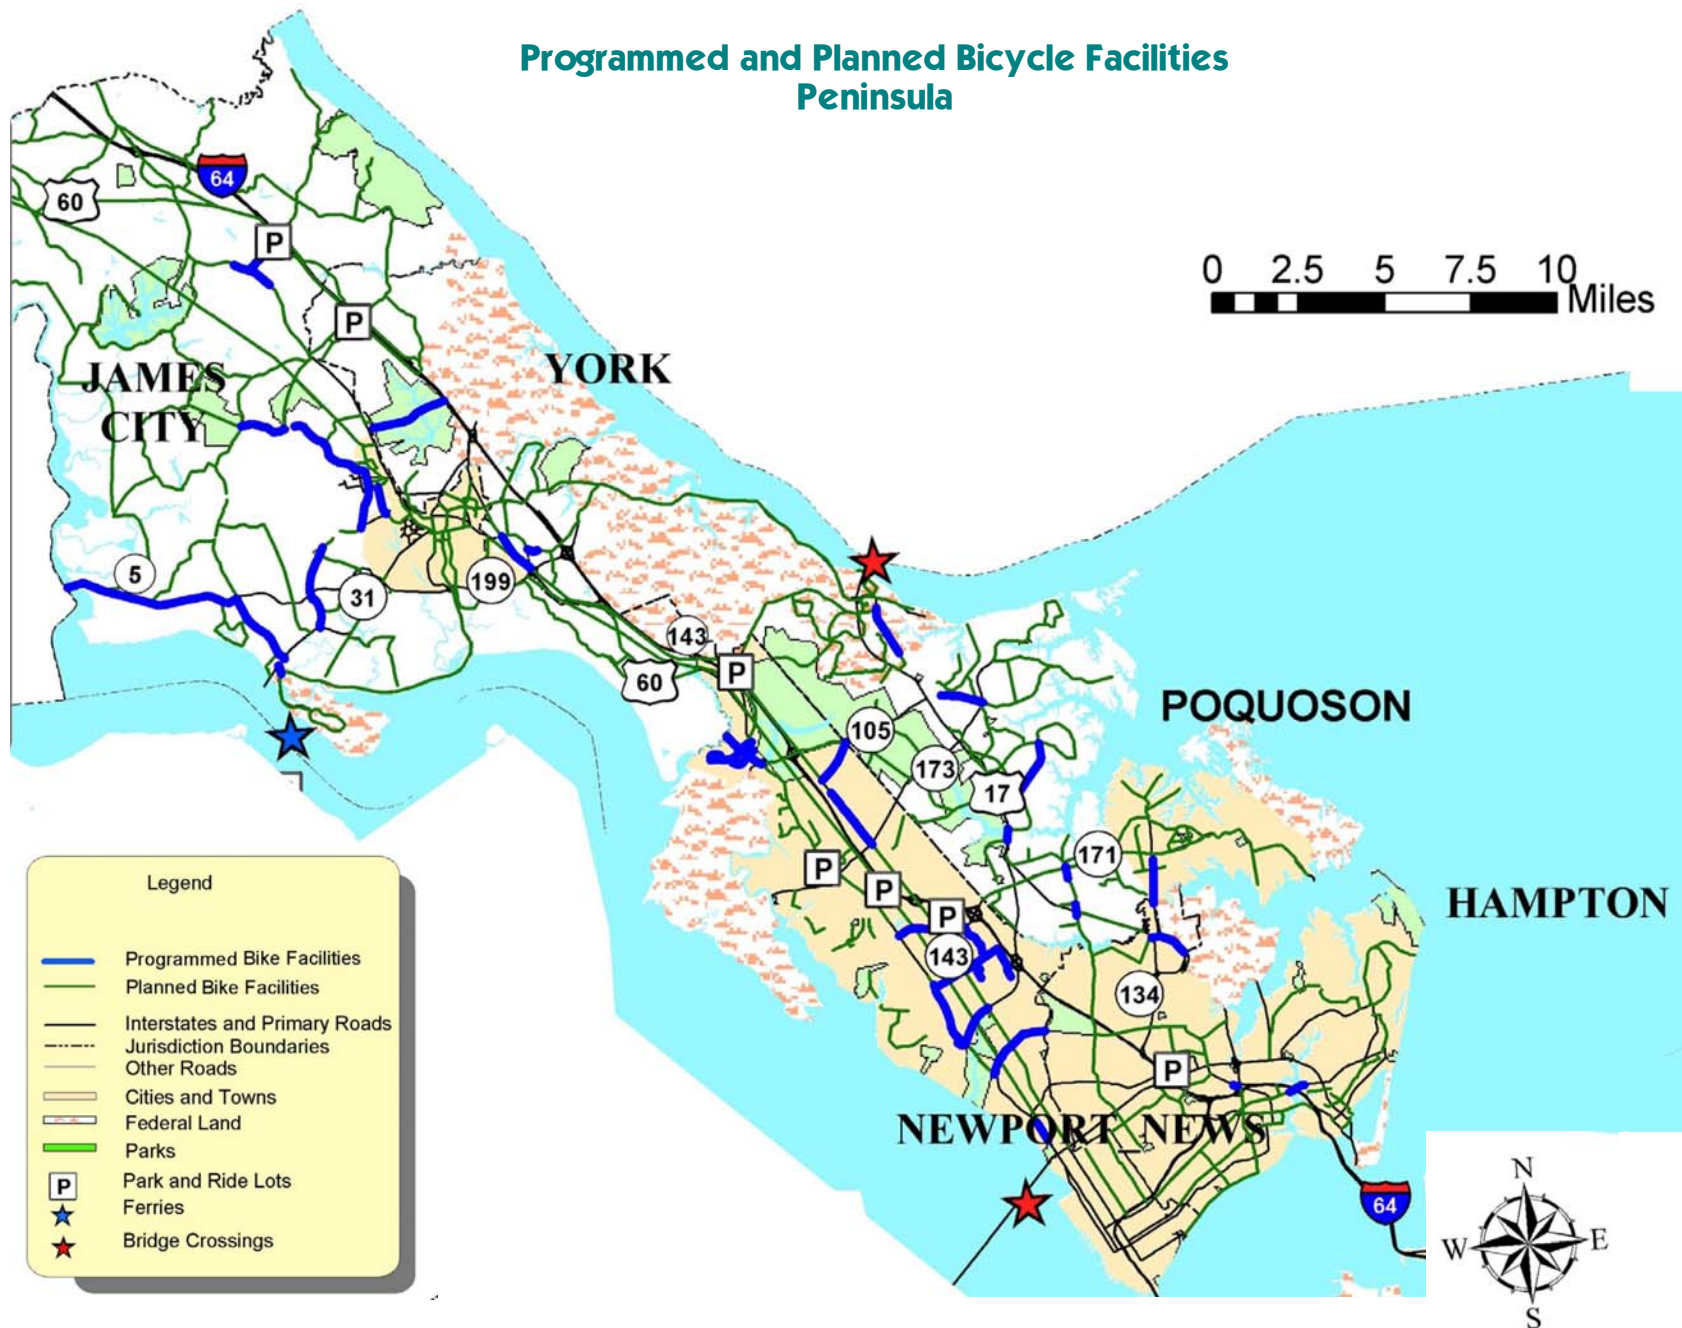 Programmed and Planned Bicycle Facilities
Peninsula
64
60
P
0 2.5 5 7.5 10
Miles
P
YORK
JAMES
CITY
5
31
199
143
60
P
POQUOSON
105
173
17
171
P
P
P
HAMPTON
143
134
P
NEWPORT_NEWS
64
Legend
Programmed Bike Facilities
Planned Bike Facilities
Interstates and Primary Roads
Jurisdiction Boundaries
Other Roads
Cities and Towns
Federal Land
Parks
P Park and Ride Lots
Ferries
Bridge Crossings
N
W E
S